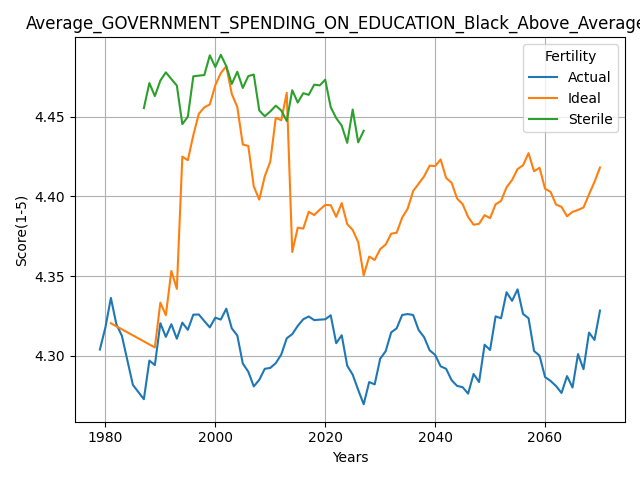 Average_GOVERNMENT_SPENDING_ON_EDUCATION_Black_Above_Average
Fertility
Actual
Ideal
Sterile
4.45
4.40
4.35
4.30
Score(1-5)
1980 2000 2020 2040 2060
Years